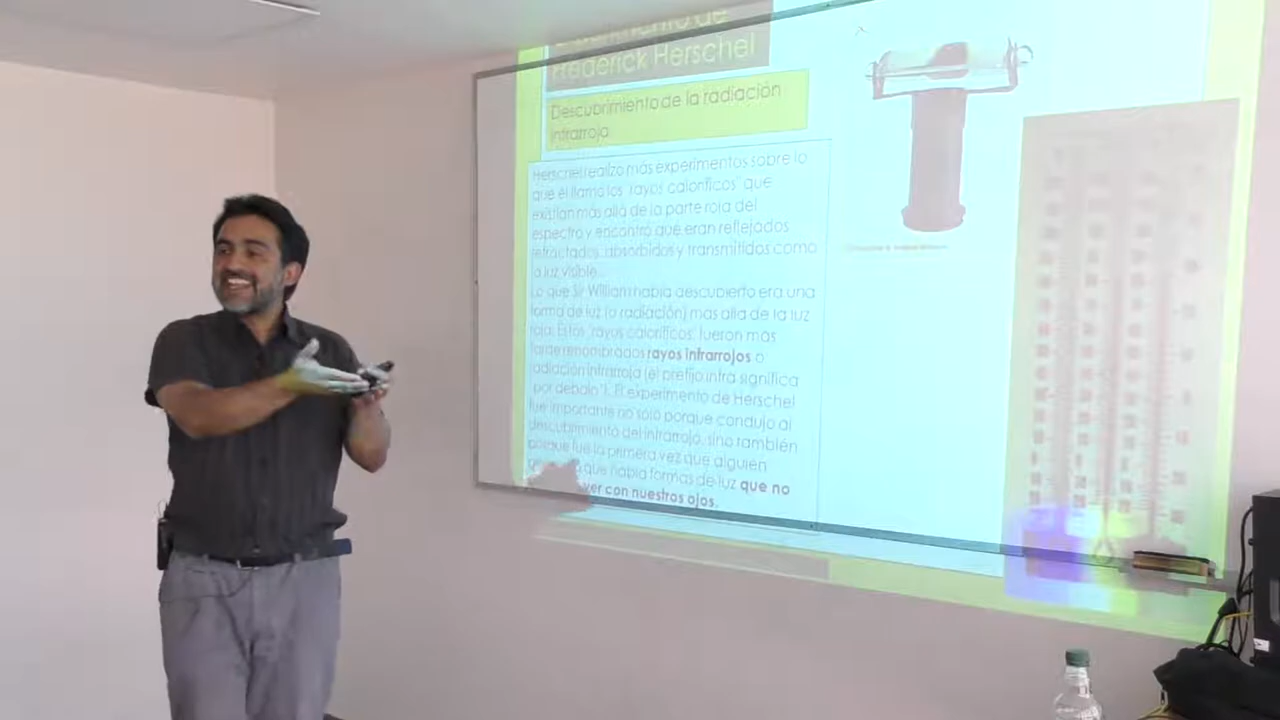 Experimento de
Frederick Herschel
Descubrimiento de la radiación
infrarroja
Herschel realizo más experimentos sobre lo
que él llamó los "rayos caloríficos" que
existían más allá de la parte roja del
espectro y encontró que eran reflejados,
refractados, absorbidos y transmitidos como
la luz visible.
Lo que Sir William había descubierto era una
forma de luz (o radiación) más allá de la luz
roja. Estos "rayos caloríficos" fueron más
tarde renombrados rayos infrarrojos o
radiación infrarroja (el prefijo infra significa
"por debajo"). El experimento de Herschel
fue importante no sólo porque condujo al
descubrimiento del infrarrojo, sino también
porque fue la primera vez que alguien
que había formas de luz que no
ver con nuestros ojos.